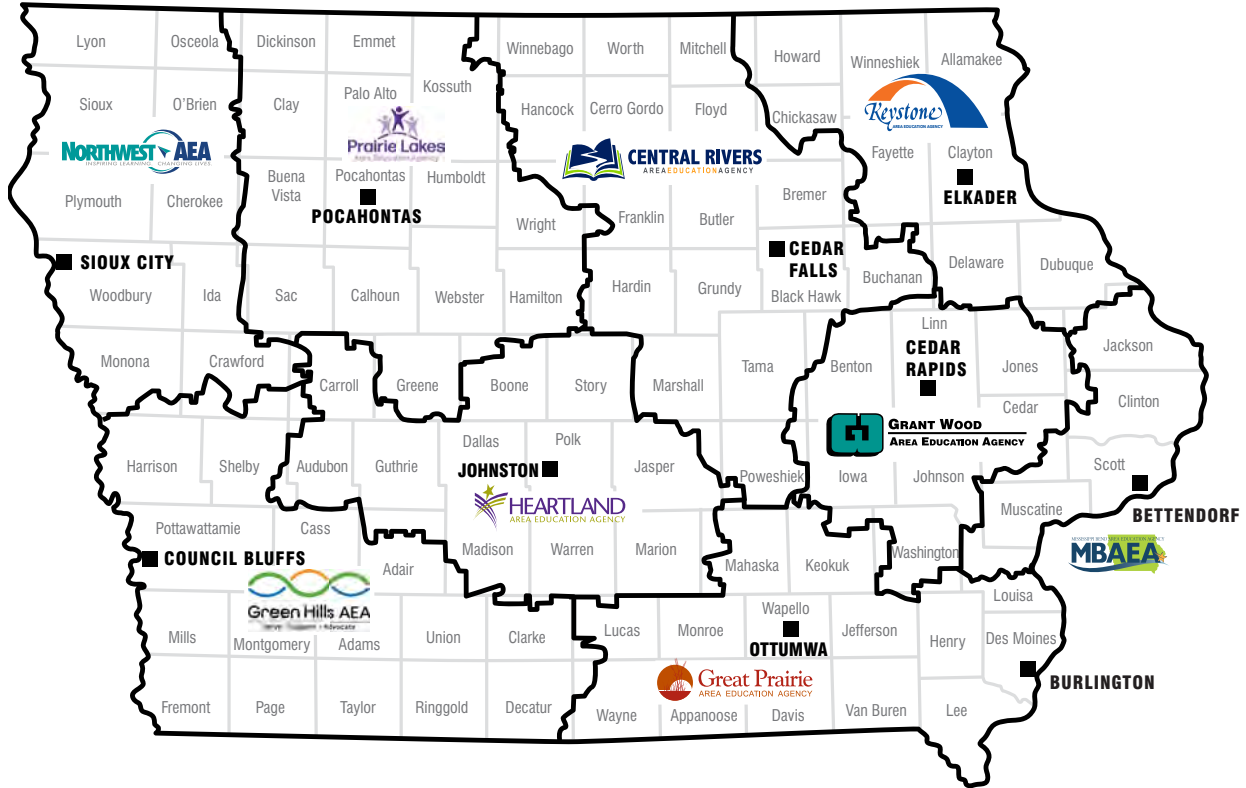 Lyon
Osceola
Dickinson
Emmet
Kossuth
Winnebago
Worth
Mitchell
Howard
Winneshiek
Allamakee
Sioux
O'Brien
Clay
Palo Alto
Hancock
Cerro Gordo
Floyd
Chickasaw
Keystone
AREA EDUCATION AGENCY
NORTHWEST AEA
INSPIRING LEARNING. CHANGING LIVES.
Prairie Lakes
Area Education Agency
CENTRAL RIVERS
AREAEDUCATIONAGENCY
Fayette
Clayton
ELKADER
Plymouth
Cherokee
Buena
Vista
Pocahontas
POCAHONTAS
Humboldt
Wright
Franklin
Butler
Bremer
SIOUX CITY
CEDAR
FALLS
Woodbury
Ida
Sac
Calhoun
Webster
Hamilton
Hardin
Grundy
Black Hawk
Buchanan
Delaware
Dubuque
Monona
Crawford
Carroll
Greene
Boone
Story
Marshall
Tama
Benton
Linn
CEDAR
RAPIDS
Jones
Jackson
Cedar
Clinton
GRANT WOOD
AREA EDUCATION AGENCY
Harrison
Shelby
Audubon
Guthrie
Dallas
Polk
JOHNSTON
Jasper
Poweshiek
Iowa
Johnson
Scott
BETTENDORF
HEARTLAND
AREA EDUCATION AGENCY
Muscatine
MISSISSIPPI BEND AREA EDUCATION AGENCY
MBAEA
Pottawattamie
Cass
COUNCIL BLUFFS
Adair
Madison
Warren
Marion
Mahaska
Keokuk
Washington
Green Hills AEA
Advocate
Louisa
Mills
Montgomery
Adams
Union
Clarke
Lucas
Monroe
Wapello
OTTUMWA
Jefferson
Henry
Des Moines
BURLINGTON
Great Prairie
AREA EDUCATION AGENCY
Fremont
Page
Taylor
Ringgold
Decatur
Wayne
Appanoose
Davis
Van Buren
Lee